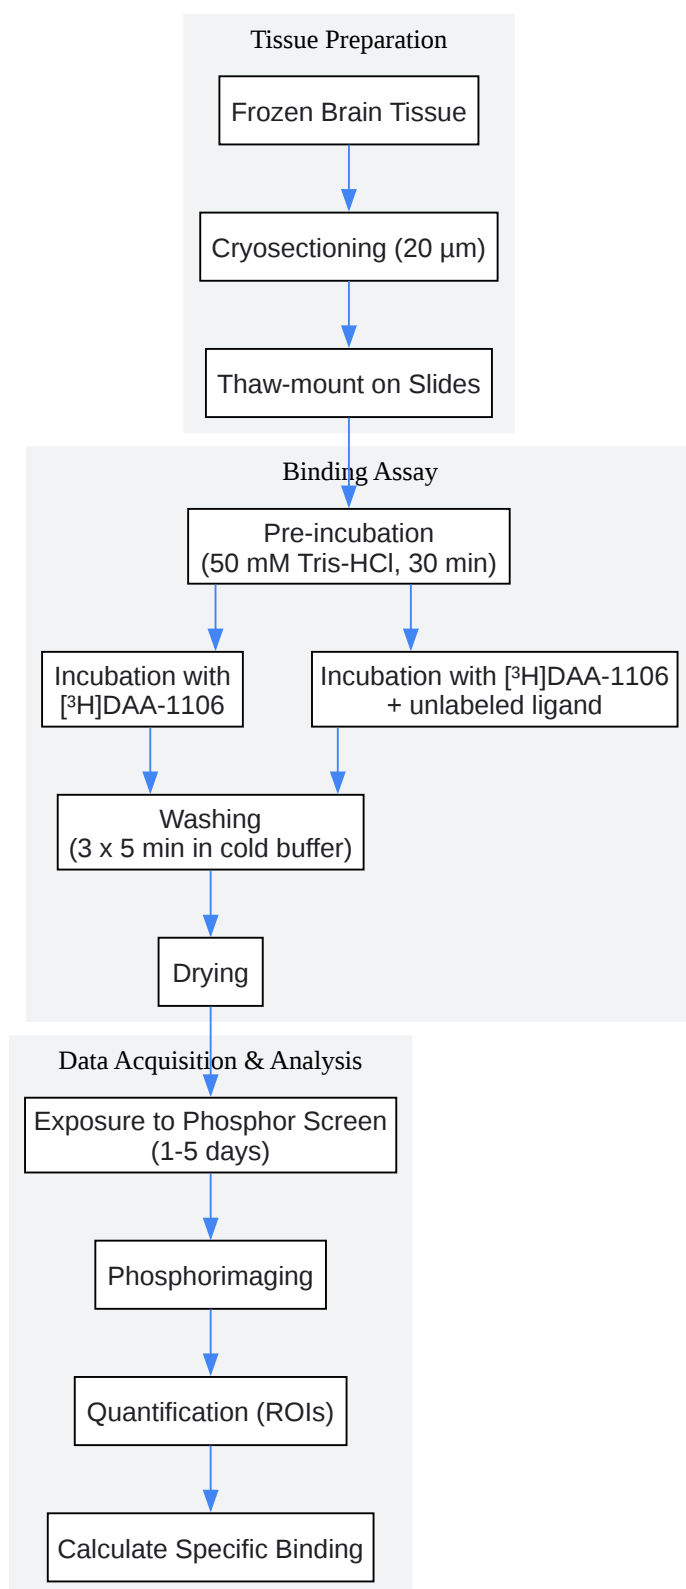 Tissue Preparation
Frozen Brain Tissue
Cryosectioning (20 µm)
Thaw-mount on Slides
Binding Assay
Pre-incubation
(50 mM Tris-HCl, 30 min)
Incubation with
[³H]DAA-1106
Incubation with [³H]DAA-1106
+ unlabeled ligand
Washing
(3 x 5 min in cold buffer)
Drying
Data Acquisition & Analysis
Exposure to Phosphor Screen
(1-5 days)
Phosphorimaging
Quantification (ROIs)
Calculate Specific Binding